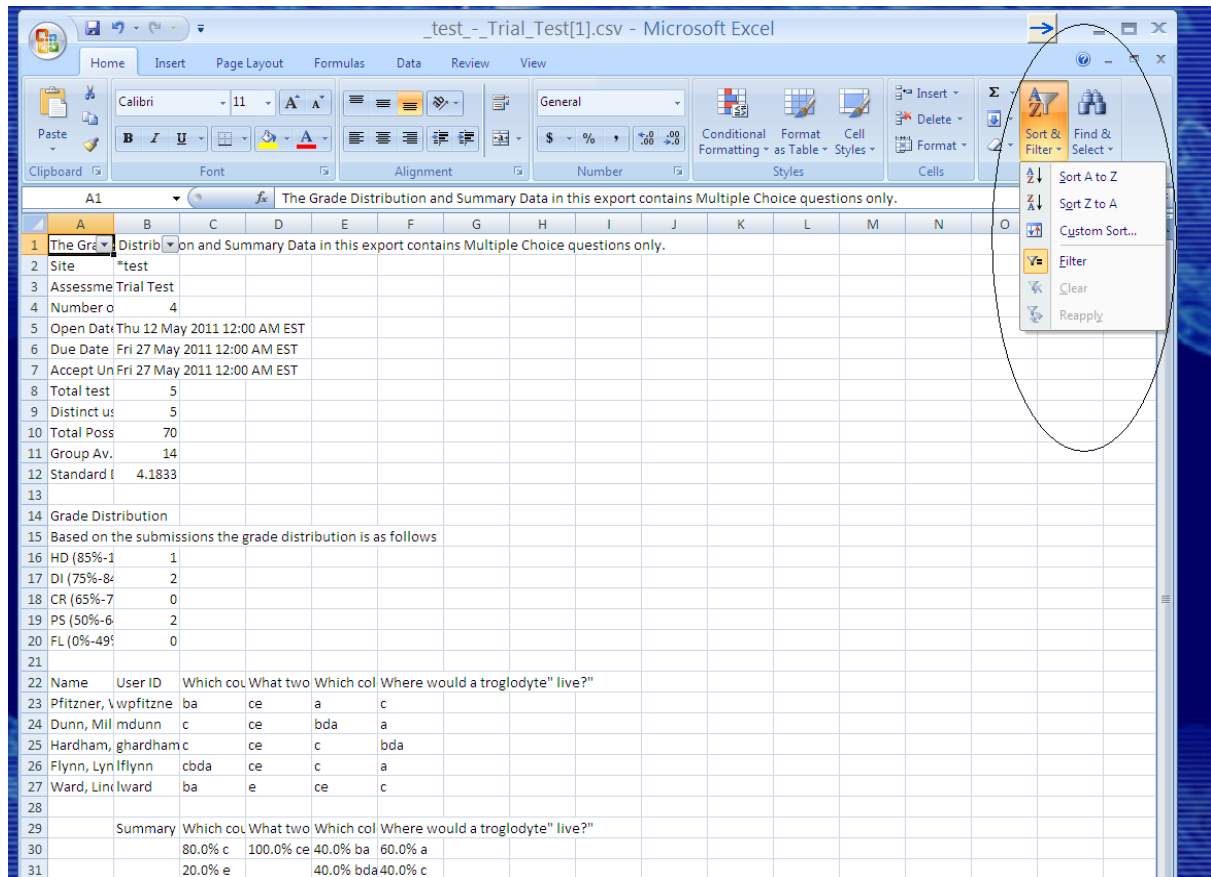 _test_-_Trial_Test[1].csv - Microsoft Excel
Home Insert Page Layout Formulas Data Review View
Calibri 11 A A General Σ Insert
Paste B I U A $ % , .0 .00 .00 .0 Conditional Formatting Format as Table Cell Styles Delete Format Sort & Filter Find & Select
Clipboard Font Alignment Number Styles Cells
Sort A to Z
Sort Z to A
Custom Sort...
Filter
Clear
Reapply
A1 fx The Grade Distribution and Summary Data in this export contains Multiple Choice questions only.
A B C D E F G H I J K L M N O
1 The Gra Distrib on and Summary Data in this export contains Multiple Choice questions only.
2 Site *test
3 Assessme Trial Test
4 Number o 4
5 Open Date Thu 12 May 2011 12:00 AM EST
6 Due Date Fri 27 May 2011 12:00 AM EST
7 Accept Un Fri 27 May 2011 12:00 AM EST
8 Total test 5
9 Distinct us 5
10 Total Poss 70
11 Group Av. 14
12 Standard D 4.1833
13
14 Grade Distribution
15 Based on the submissions the grade distribution is as follows
16 HD (85%-1 1
17 DI (75%-84 2
18 CR (65%-7 0
19 PS (50%-6 2
20 FL (0%-49% 0
21
22 Name User ID Which cou What two Which col Where would a troglodyte" live?"
23 Pfitzner, W wpfitzne ba ce a c
24 Dunn, Mil mdunn c ce bda a
25 Hardham, ghardham c ce c bda
26 Flynn, Lyn lflynn cbda ce c a
27 Ward, Lind lward ba e ce c
28
29 Summary Which cou What two Which col Where would a troglodyte" live?"
30 80.0% c 100.0% ce 40.0% ba 60.0% a
31 20.0% e 40.0% bda 40.0% c